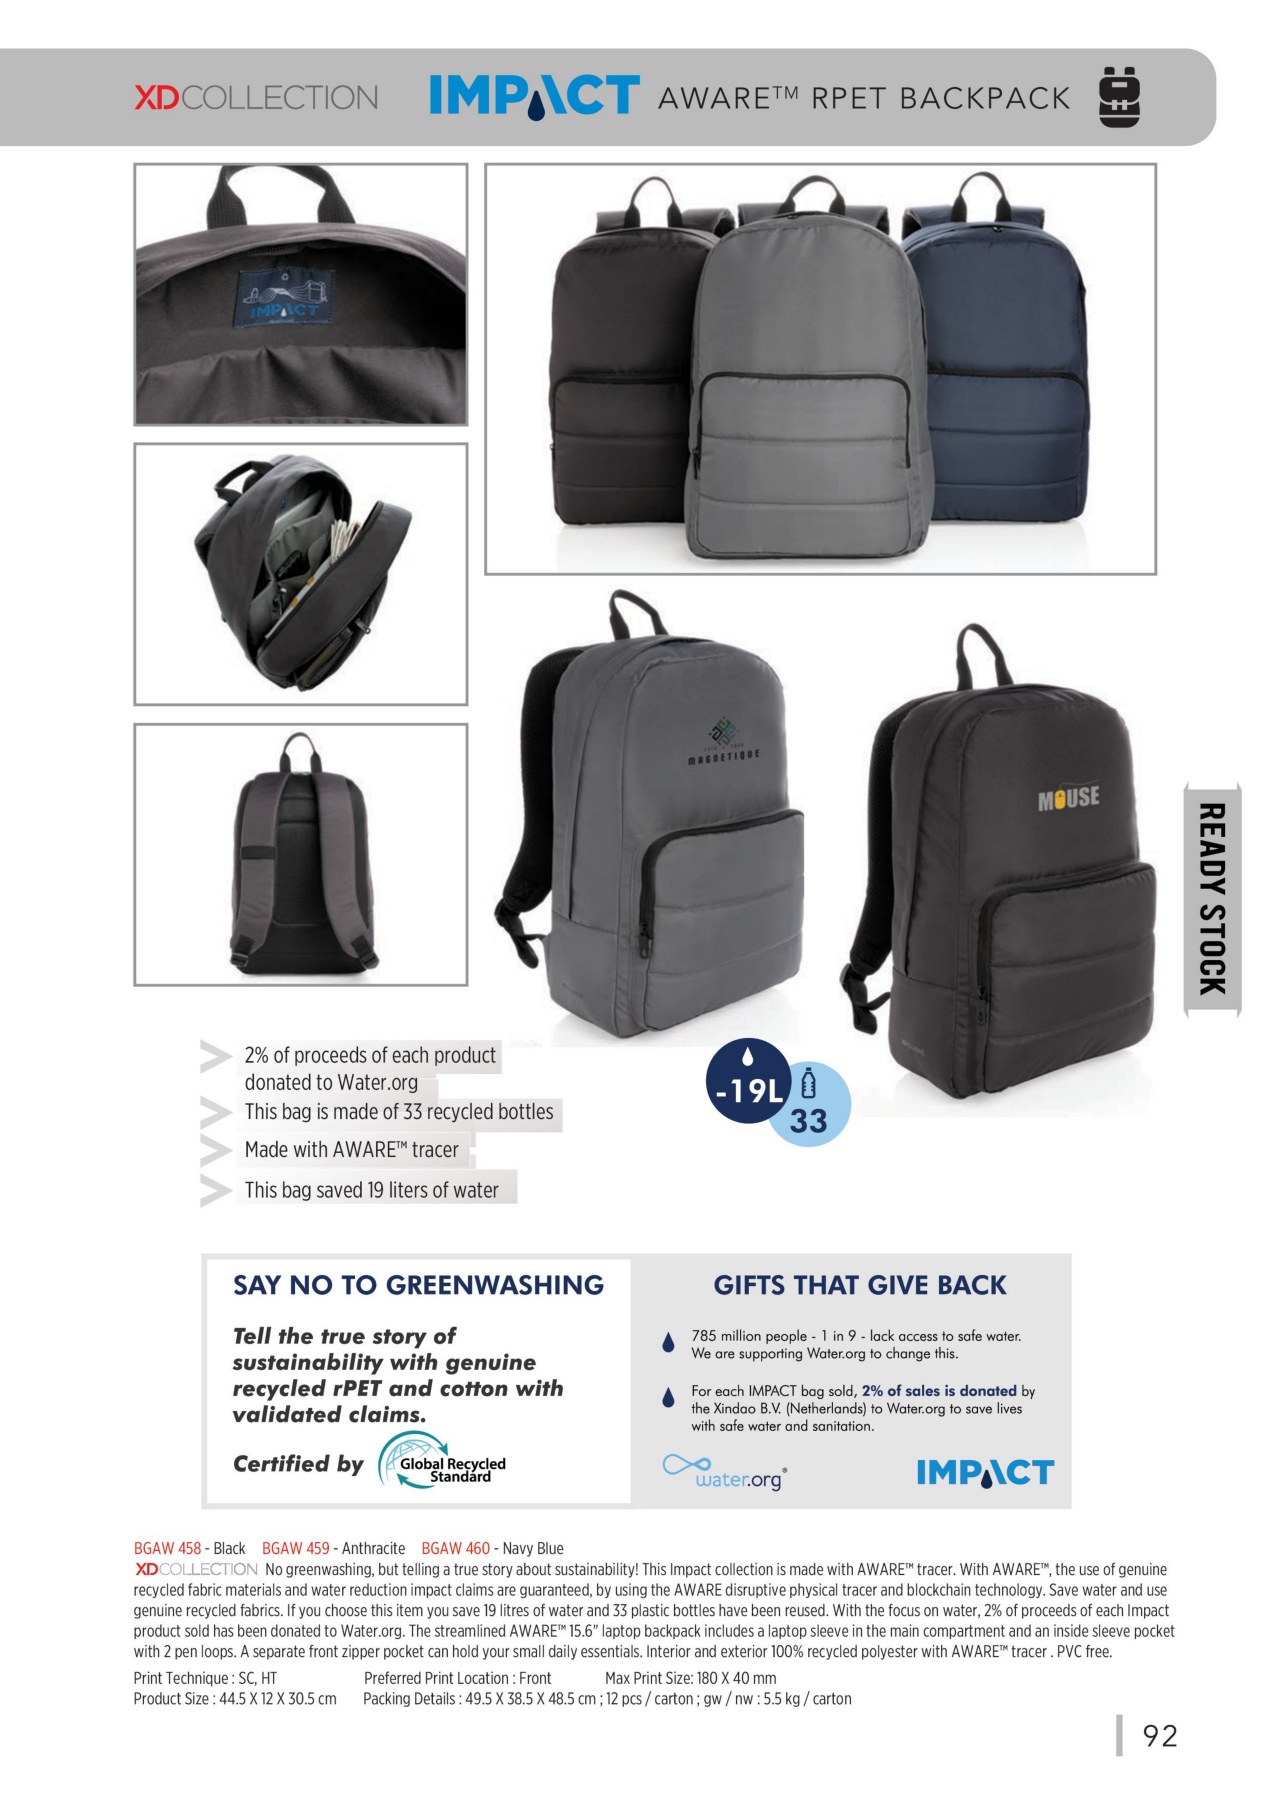 XDCOLLECTION IMPACT AWARE™ RPET BACKPACK
IMPACT
MAGNETIQUE
MOUSE
READY STOCK
2% of proceeds of each product
donated to Water.org
This bag is made of 33 recycled bottles
Made with AWARE™ tracer
This bag saved 19 liters of water
-19L
33
SAY NO TO GREENWASHING
Tell the true story of
sustainability with genuine
recycled rPET and cotton with
validated claims.
Certified by Global Recycled
Standard
GIFTS THAT GIVE BACK
785 million people - 1 in 9 - lack access to safe water.
We are supporting Water.org to change this.
For each IMPACT bag sold, 2% of sales is donated by
the Xindao B.V. (Netherlands) to Water.org to save lives
with safe water and sanitation.
water.org® IMPACT
BGAW 458 - Black BGAW 459 - Anthracite BGAW 460 - Navy Blue
XDCOLLECTION No greenwashing, but telling a true story about sustainability! This Impact collection is made with AWARE™ tracer. With AWARE™, the use of genuine
recycled fabric materials and water reduction impact claims are guaranteed, by using the AWARE disruptive physical tracer and blockchain technology. Save water and use
genuine recycled fabrics. If you choose this item you save 19 litres of water and 33 plastic bottles have been reused. With the focus on water, 2% of proceeds of each Impact
product sold has been donated to Water.org. The streamlined AWARE™ 15.6" laptop backpack includes a laptop sleeve in the main compartment and an inside sleeve pocket
with 2 pen loops. A separate front zipper pocket can hold your small daily essentials. Interior and exterior 100% recycled polyester with AWARE™ tracer . PVC free.
Print Technique : SC, HT Preferred Print Location : Front Max Print Size: 180 X 40 mm
Product Size : 44.5 X 12 X 30.5 cm Packing Details : 49.5 X 38.5 X 48.5 cm ; 12 pcs / carton ; gw / nw : 5.5 kg / carton
92